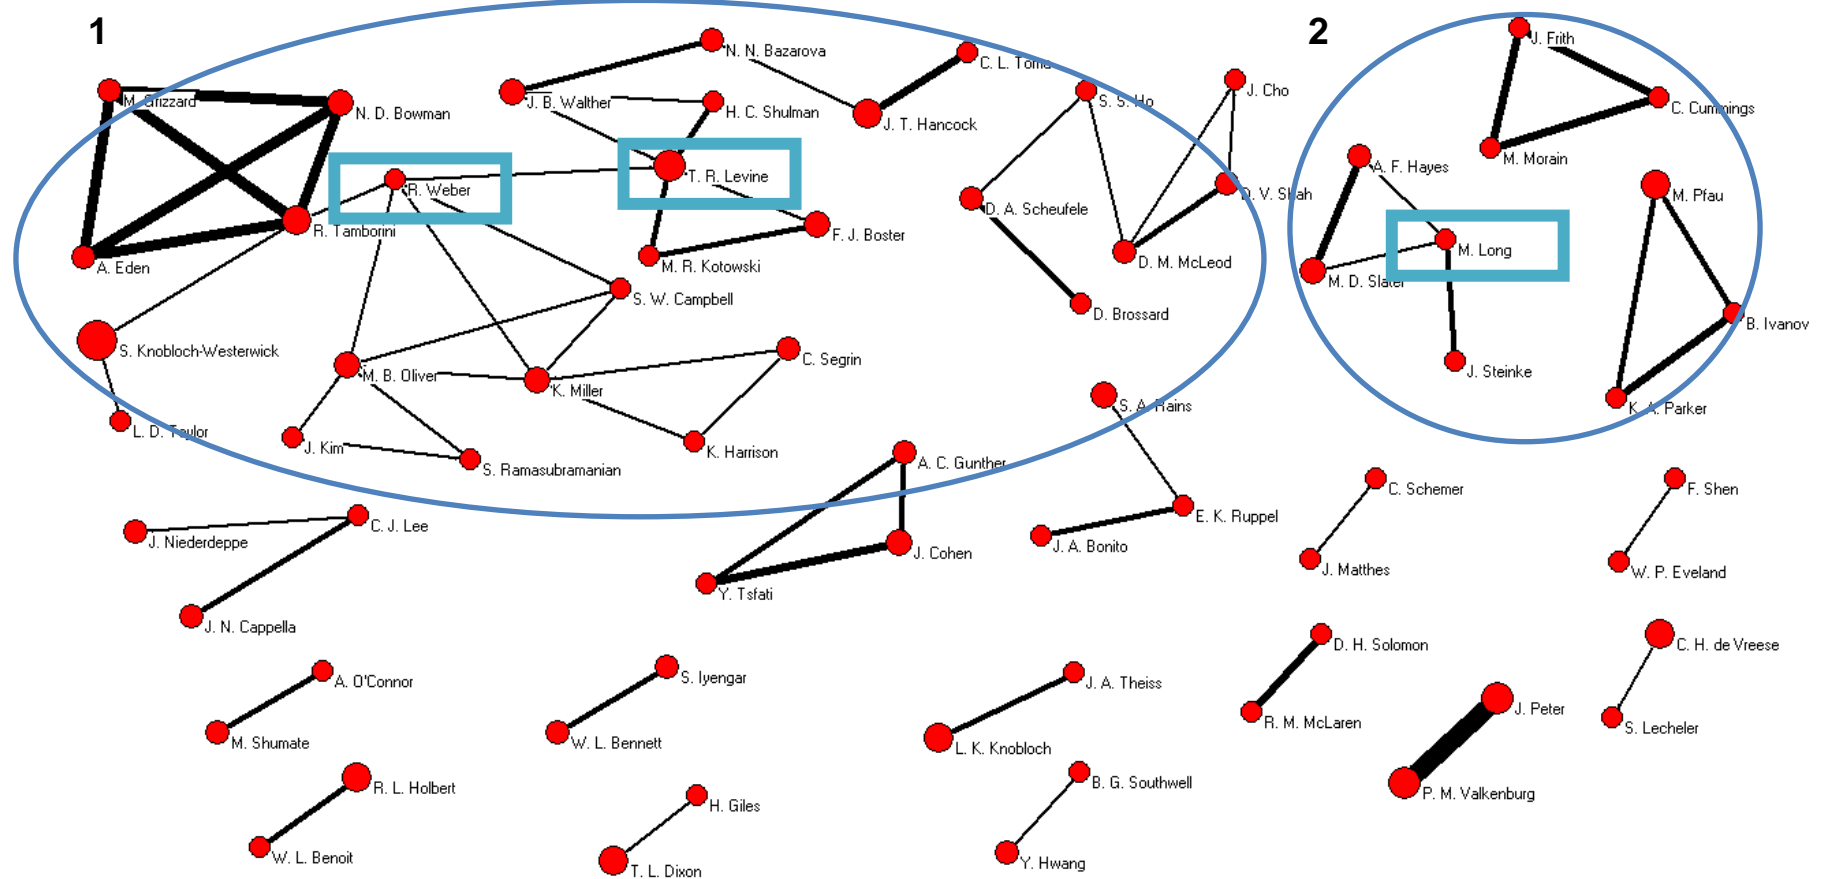 1
2
J. Frith
N. N. Bazarova
C. L. Toma
M. Grizzard
J. B. Walther
H. C. Shulman
S. S. Ho
J. Cho
C. Cummings
N. D. Bowman
J. T. Hancock
M. Morain
A. F. Hayes
R. Weber
T. R. Levine
D. V. Shah
M. Pfau
D. A. Scheufele
R. Tamborini
F. J. Boster
M. Long
A. Eden
M. R. Kotowski
D. M. McLeod
M. D. Slater
S. W. Campbell
D. Brossard
B. Ivanov
S. Knobloch-Westerwick
C. Segrin
M. B. Oliver
K. Miller
J. Steinke
L. D. Taylor
S. A. Rains
K. A. Parker
J. Kim
K. Harrison
S. Ramasubramanian
A. C. Gunther
C. Schemer
F. Shen
C. J. Lee
E. K. Ruppel
J. Niederdeppe
J. Cohen
J. A. Bonito
J. Matthes
W. P. Eveland
Y. Tsfati
J. N. Cappella
D. H. Solomon
C. H. de Vreese
A. O'Connor
S. Iyengar
J. A. Theiss
M. Shumate
W. L. Bennett
L. K. Knobloch
R. M. McLaren
J. Peter
S. Lecheler
R. L. Holbert
B. G. Southwell
P. M. Valkenburg
H. Giles
W. L. Benoit
T. L. Dixon
Y. Hwang